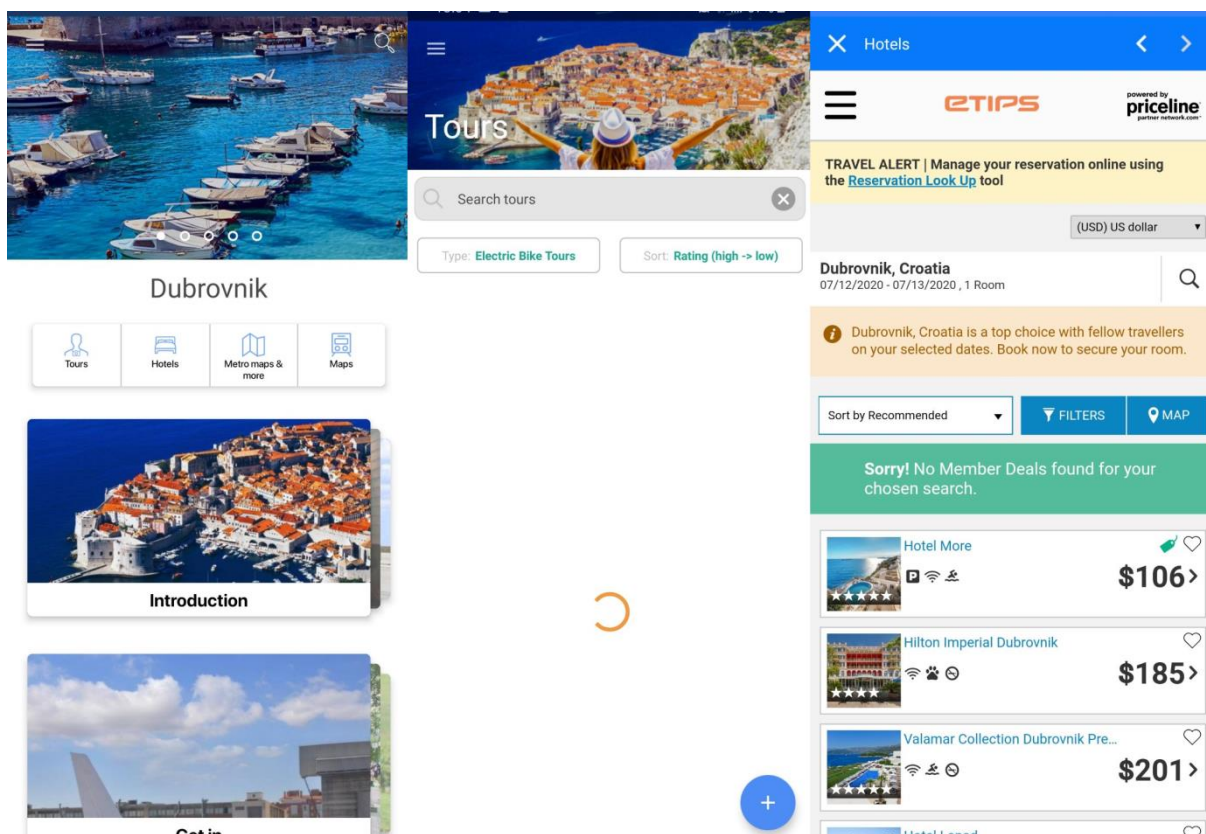 Dubrovnik
Tours
Hotels
Metro maps &
more
Maps
Introduction
Tours
Search tours
Type: Electric Bike Tours
Sort: Rating (high -> low)
+
Hotels
eTIPS
powered by
priceline
partner network.com
TRAVEL ALERT | Manage your reservation online using
the Reservation Look Up tool
(USD) US dollar
Dubrovnik, Croatia
07/12/2020 - 07/13/2020 , 1 Room
Dubrovnik, Croatia is a top choice with fellow travellers
on your selected dates. Book now to secure your room.
Sort by Recommended
FILTERS
MAP
Sorry! No Member Deals found for your
chosen search.
Hotel More
P
$106
Hilton Imperial Dubrovnik
$185
Valamar Collection Dubrovnik Pre...
$201